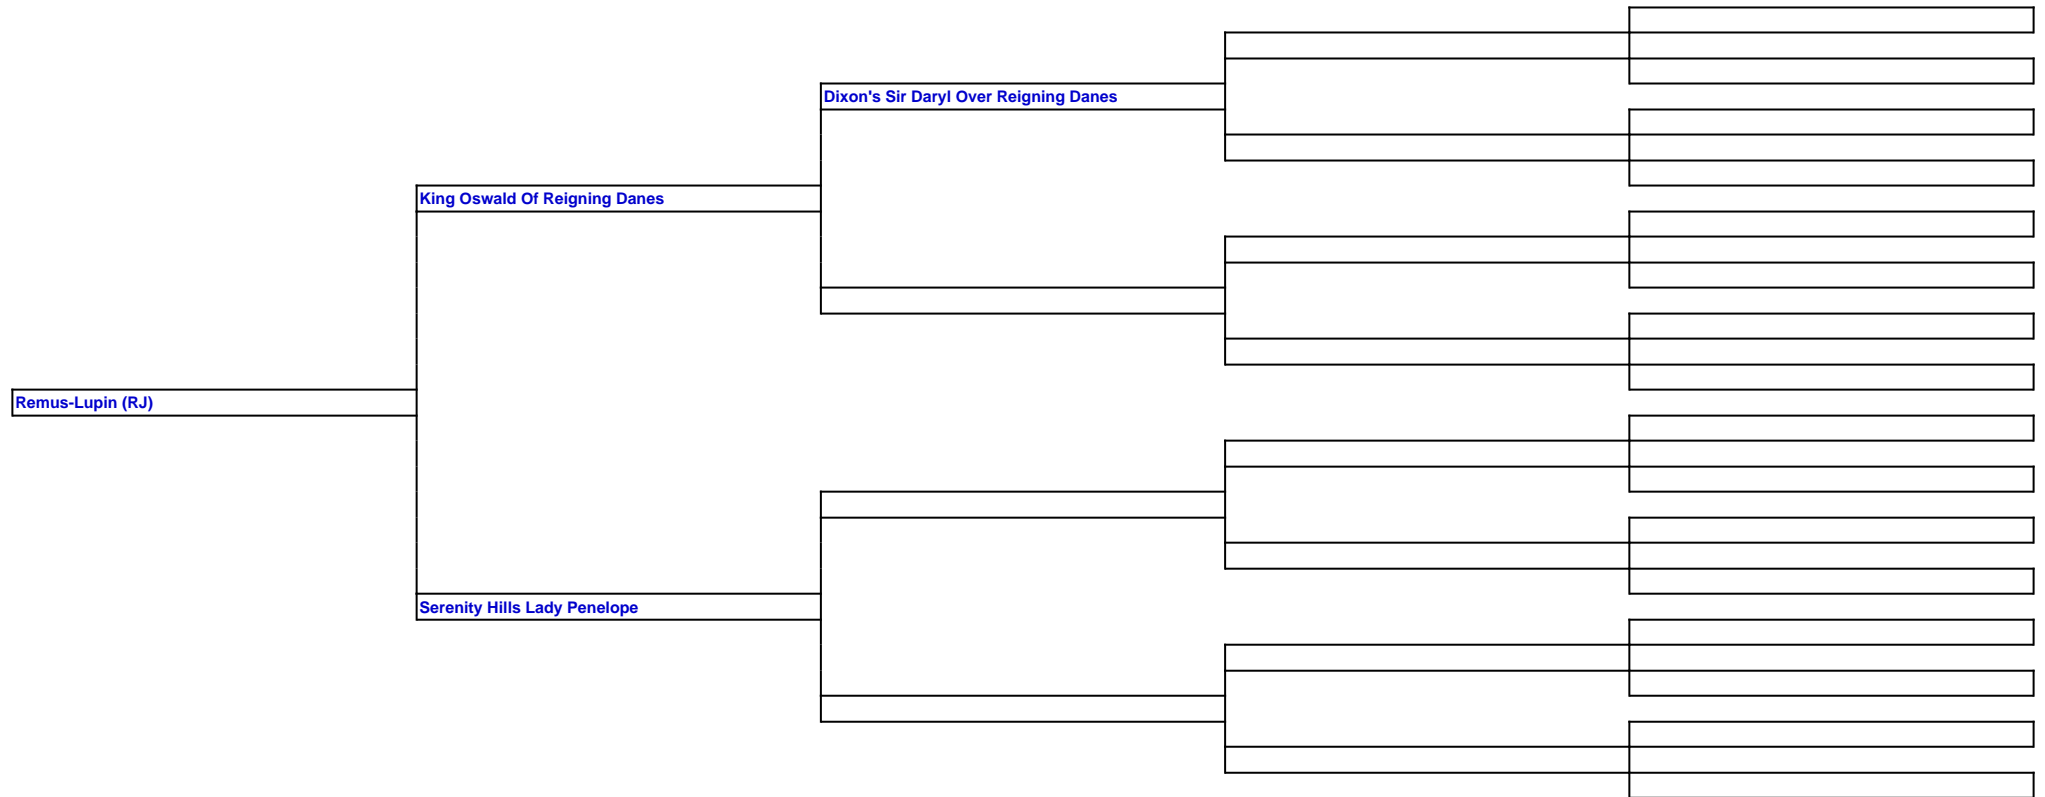 Dixon's Sir Daryl Over Reigning Danes
King Oswald Of Reigning Danes
Remus-Lupin (RJ)
Serenity Hills Lady Penelope